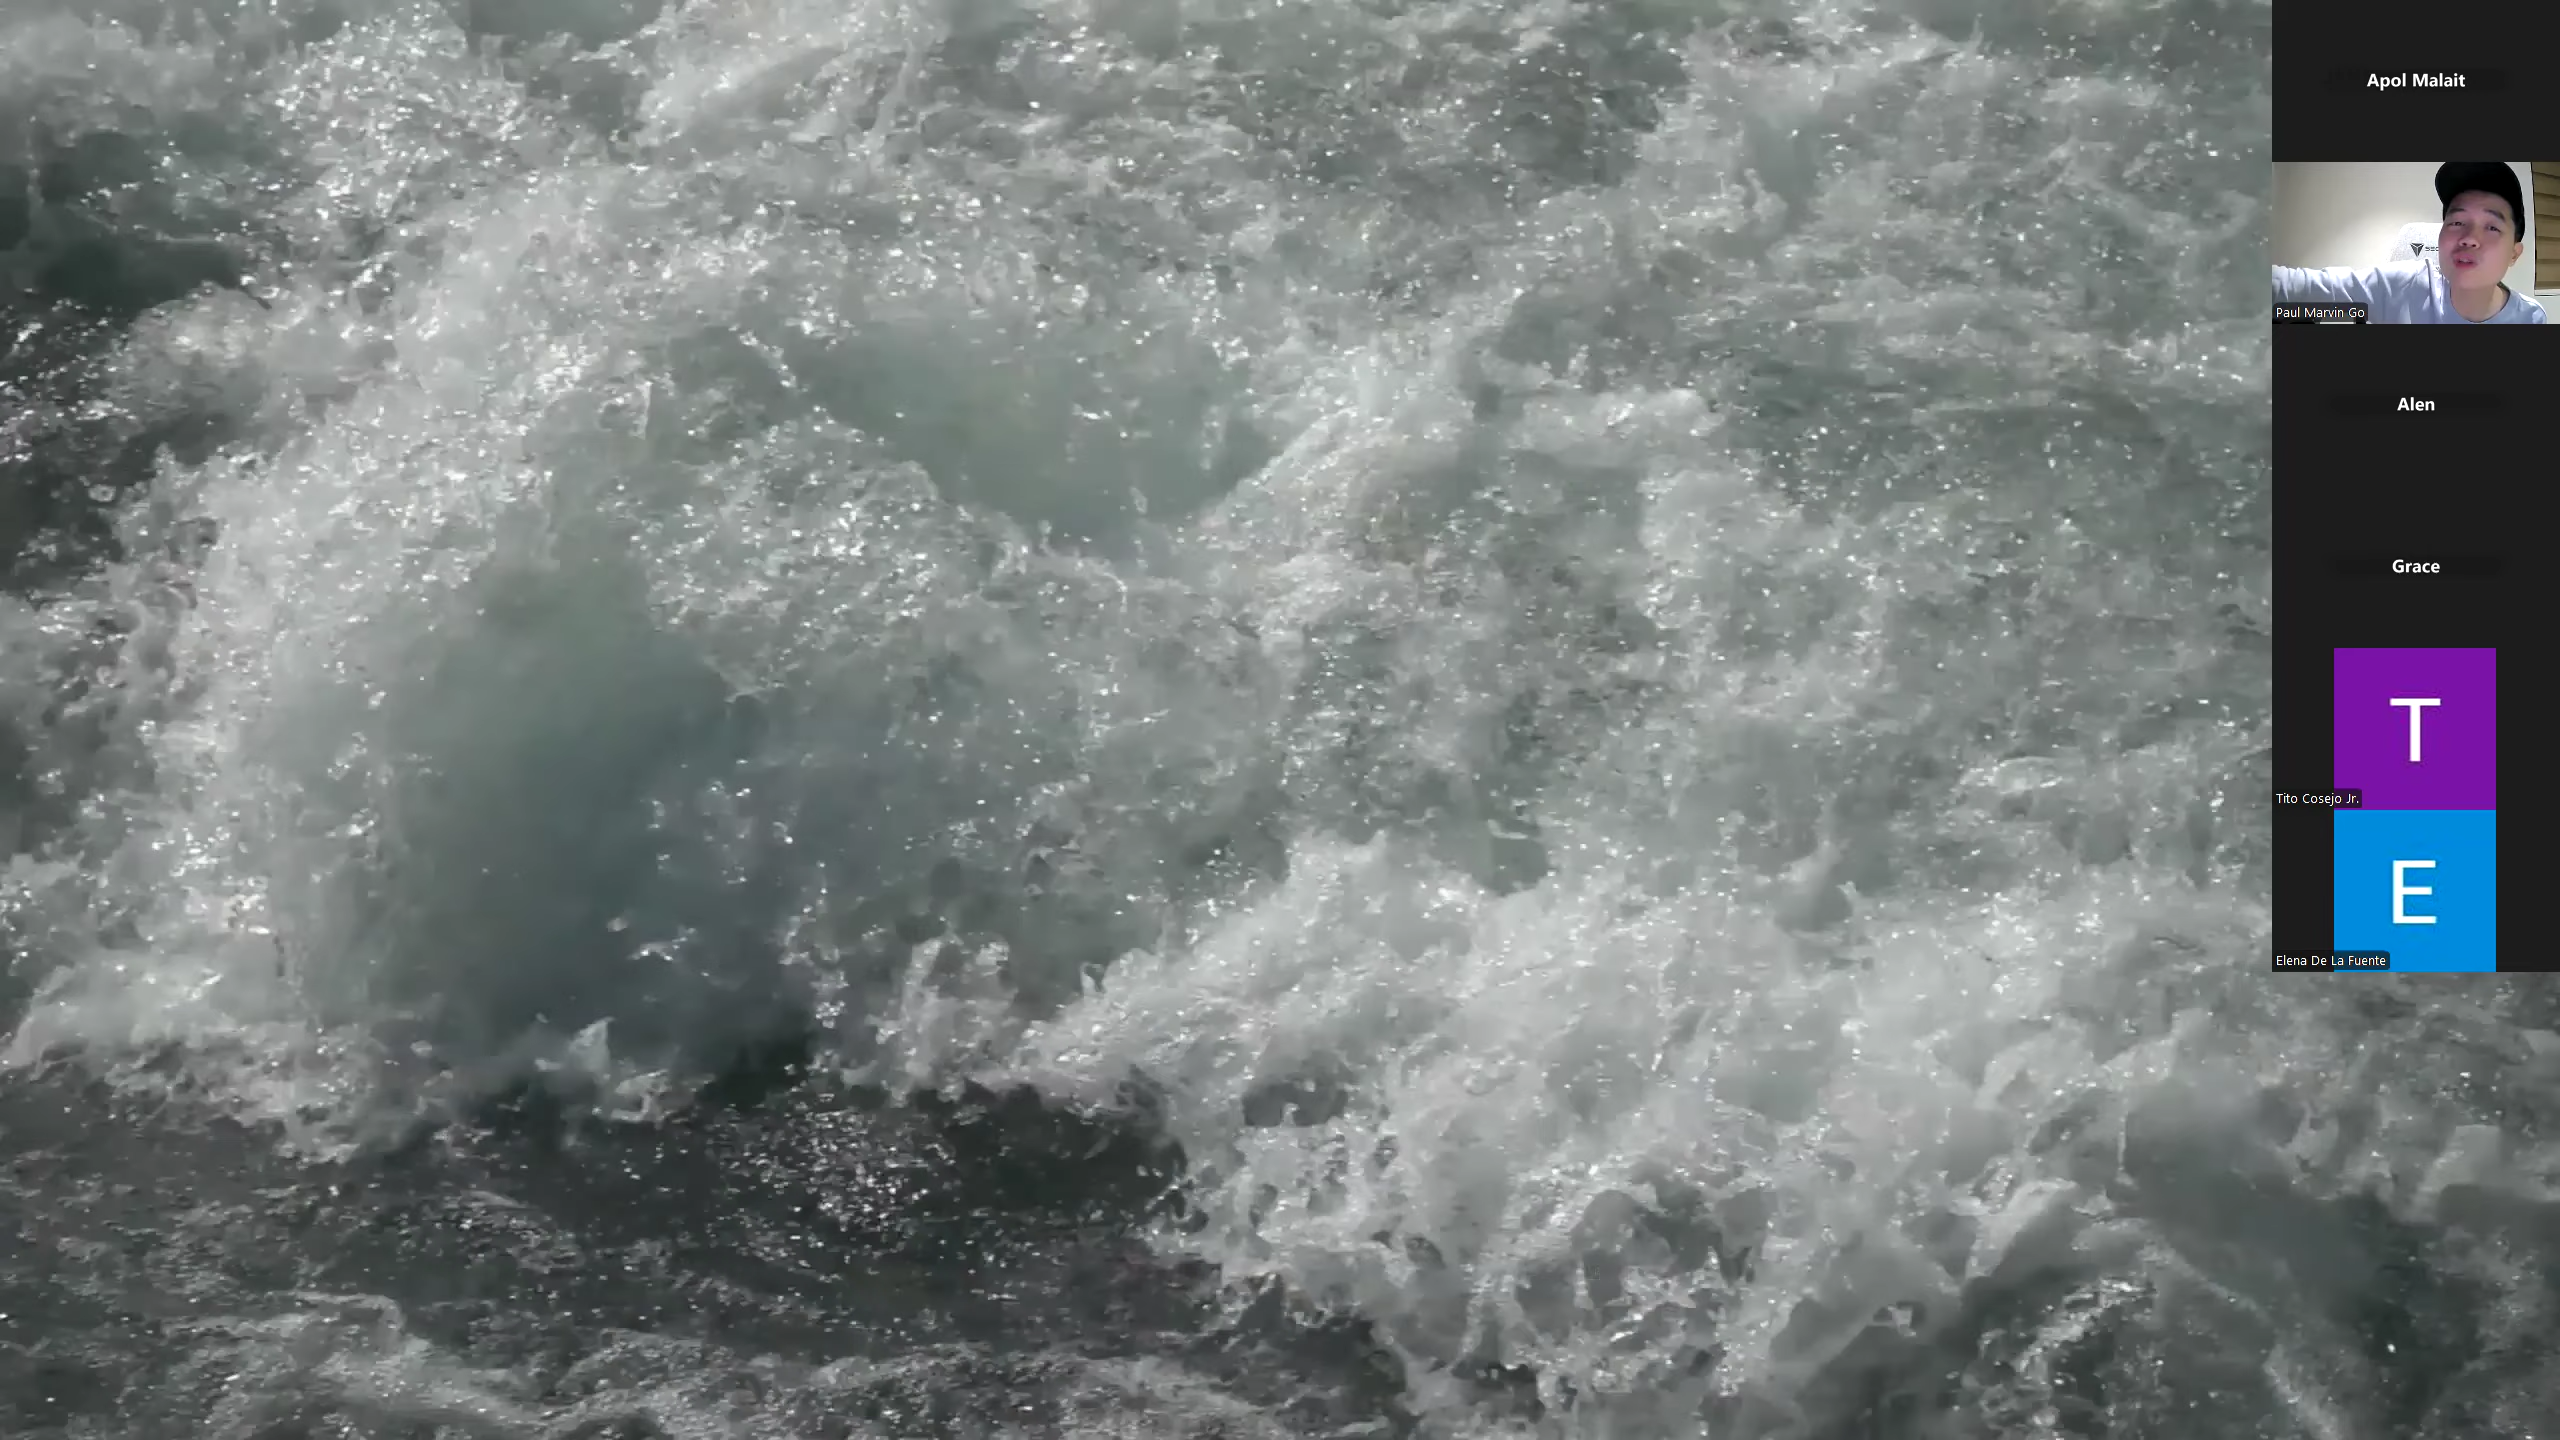 Apol Malait
Paul Marvin Go
Alen
Grace
T
Tito Cosejo Jr.
E
Elena De La Fuente